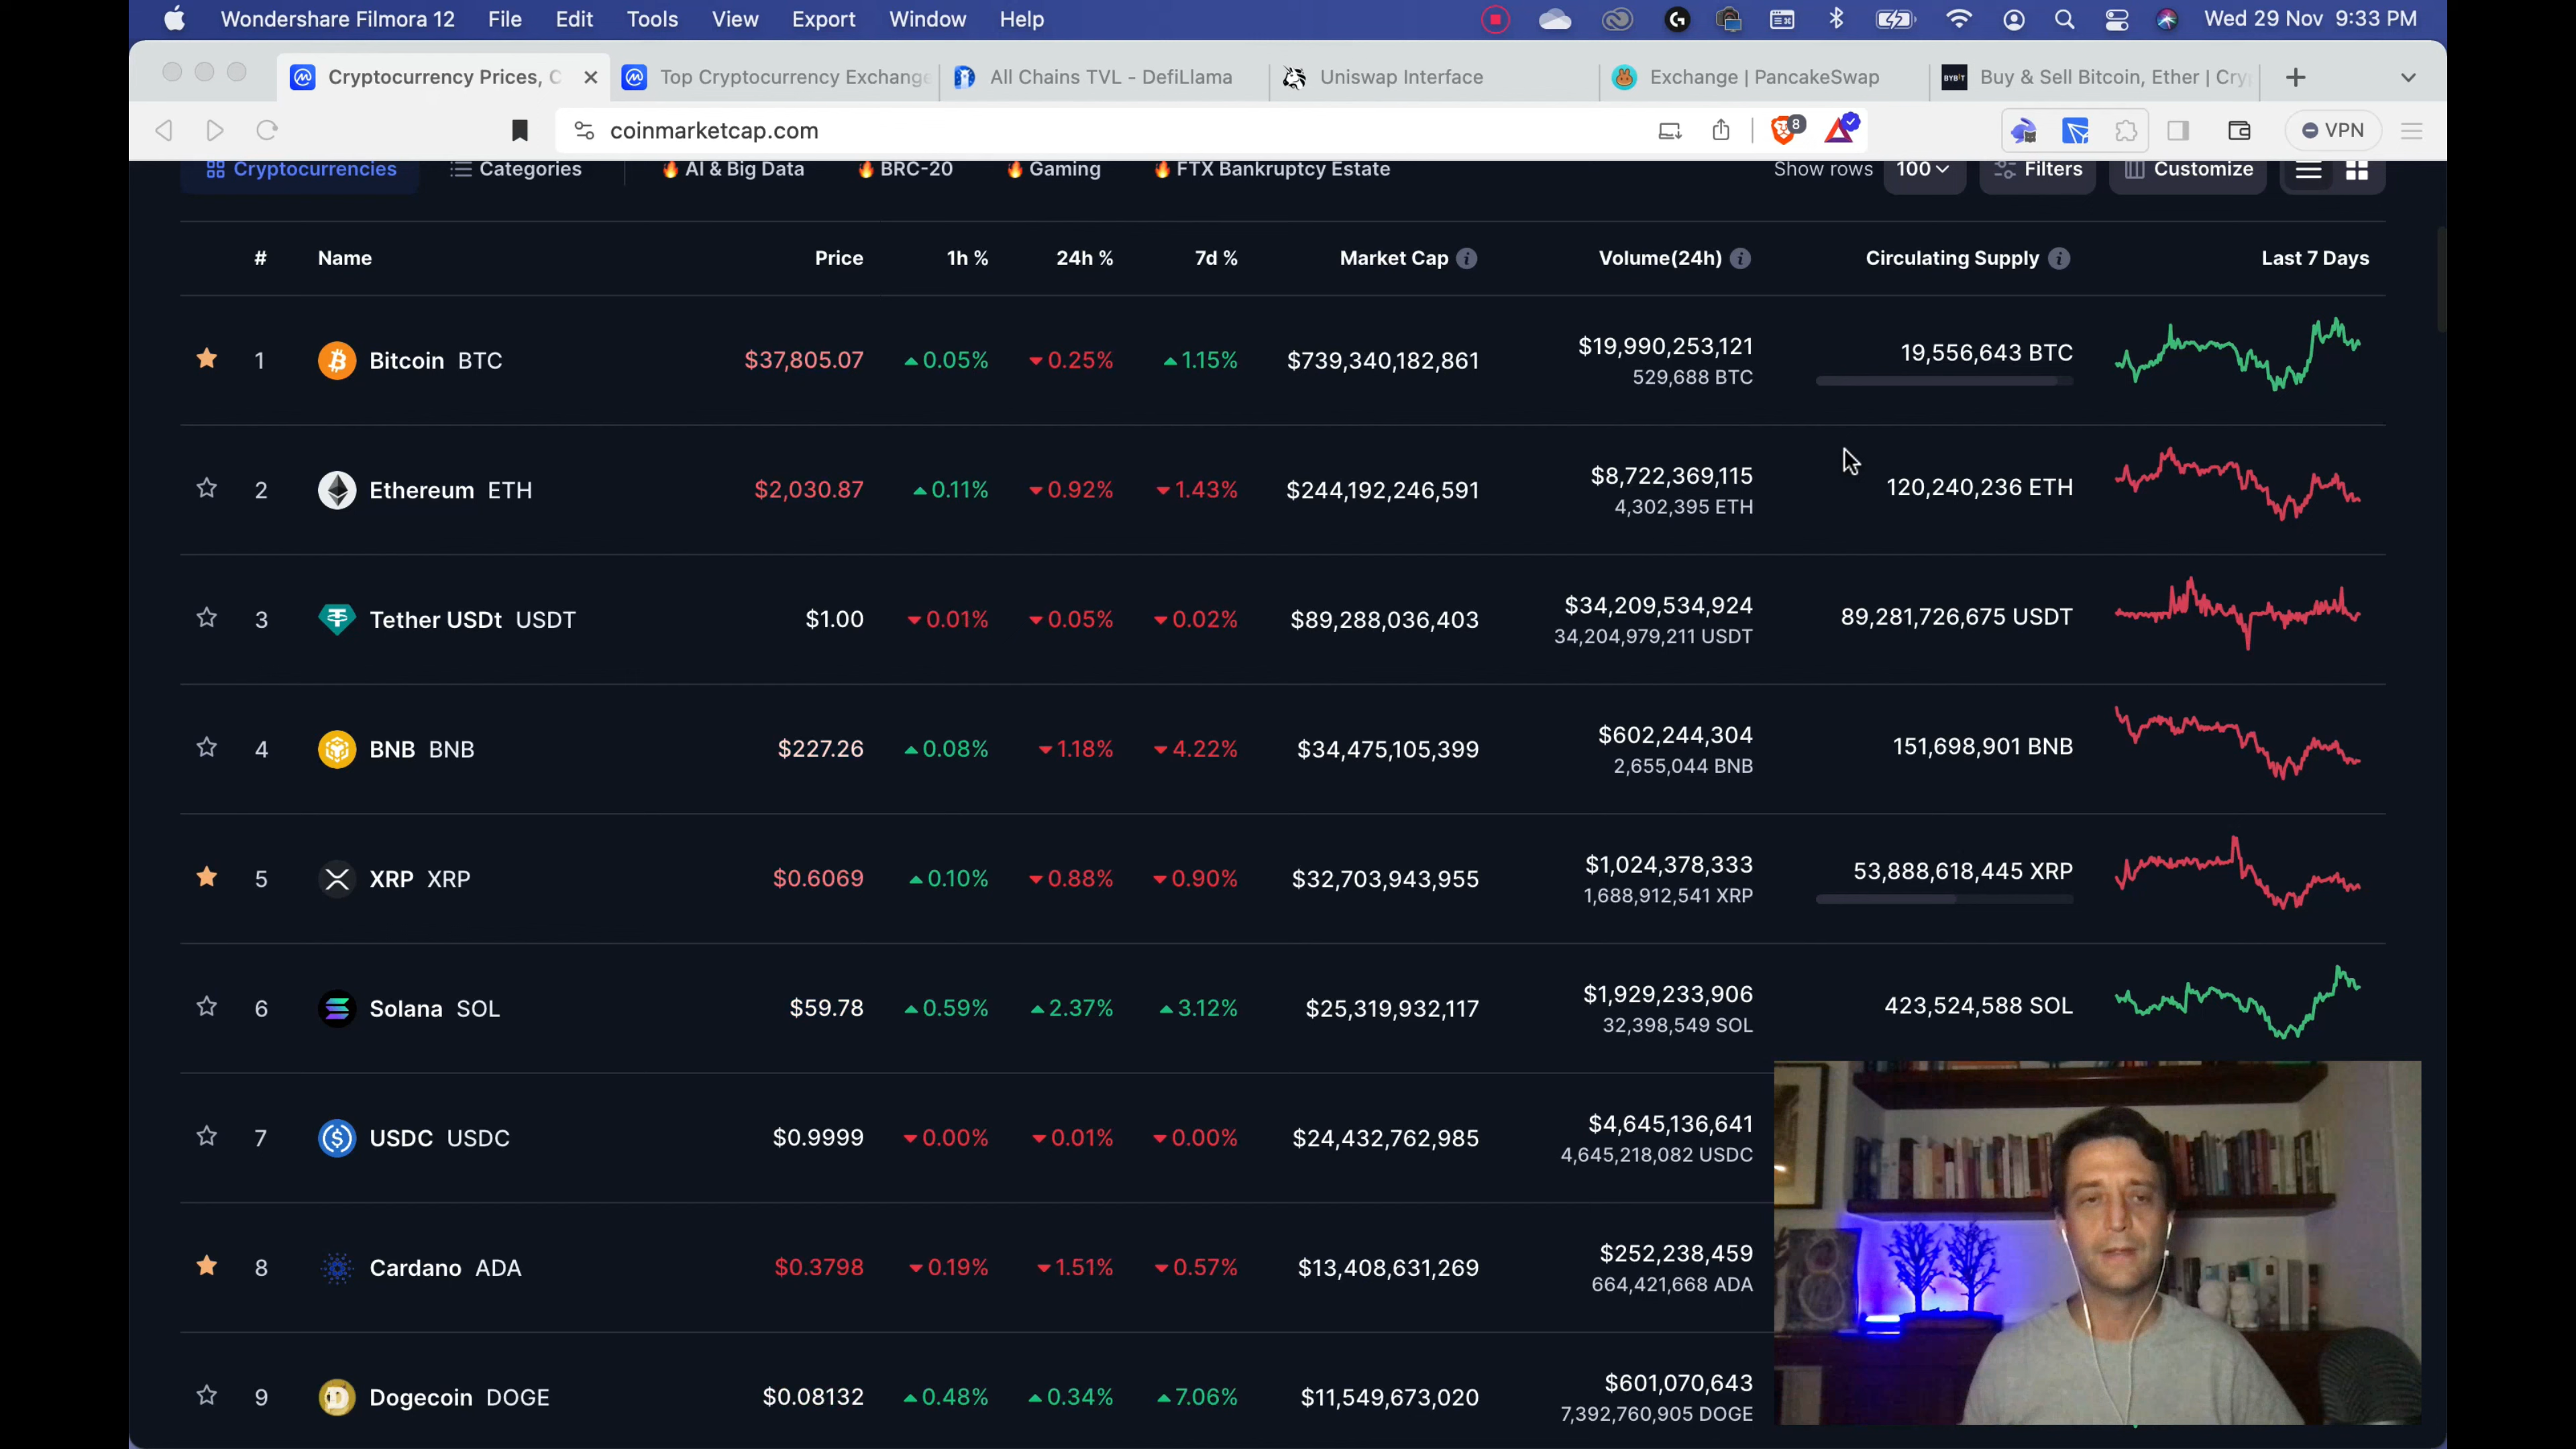 Wondershare Filmora 12 File Edit Tools View Export Window Help Wed 29 Nov 9:33 PM
Cryptocurrency Prices, C Top Cryptocurrency Exchange All Chains TVL - DefiLlama Uniswap Interface Exchange | PancakeSwap BYBIT Buy & Sell Bitcoin, Ether | Cry
coinmarketcap.com 8 VPN
Cryptocurrencies Categories AI & Big Data BRC-20 Gaming FTX Bankruptcy Estate Show rows 100 Filters Customize
# Name Price 1h % 24h % 7d % Market Cap Volume(24h) Circulating Supply Last 7 Days
1 Bitcoin BTC $37,805.07 0.05% 0.25% 1.15% $739,340,182,861 $19,990,253,121 19,556,643 BTC
529,688 BTC
2 Ethereum ETH $2,030.87 0.11% 0.92% 1.43% $244,192,246,591 $8,722,369,115 120,240,236 ETH
4,302,395 ETH
3 Tether USDt USDT $1.00 0.01% 0.05% 0.02% $89,288,036,403 $34,209,534,924 89,281,726,675 USDT
34,204,979,211 USDT
4 BNB BNB $227.26 0.08% 1.18% 4.22% $34,475,105,399 $602,244,304 151,698,901 BNB
2,655,044 BNB
5 XRP XRP $0.6069 0.10% 0.88% 0.90% $32,703,943,955 $1,024,378,333 53,888,618,445 XRP
1,688,912,541 XRP
6 Solana SOL $59.78 0.59% 2.37% 3.12% $25,319,932,117 $1,929,233,906 423,524,588 SOL
32,398,549 SOL
7 USDC USDC $0.9999 0.00% 0.01% 0.00% $24,432,762,985 $4,645,136,641
4,645,218,082 USDC
8 Cardano ADA $0.3798 0.19% 1.51% 0.57% $13,408,631,269 $252,238,459
664,421,668 ADA
9 Dogecoin DOGE $0.08132 0.48% 0.34% 7.06% $11,549,673,020 $601,070,643
7,392,760,905 DOGE